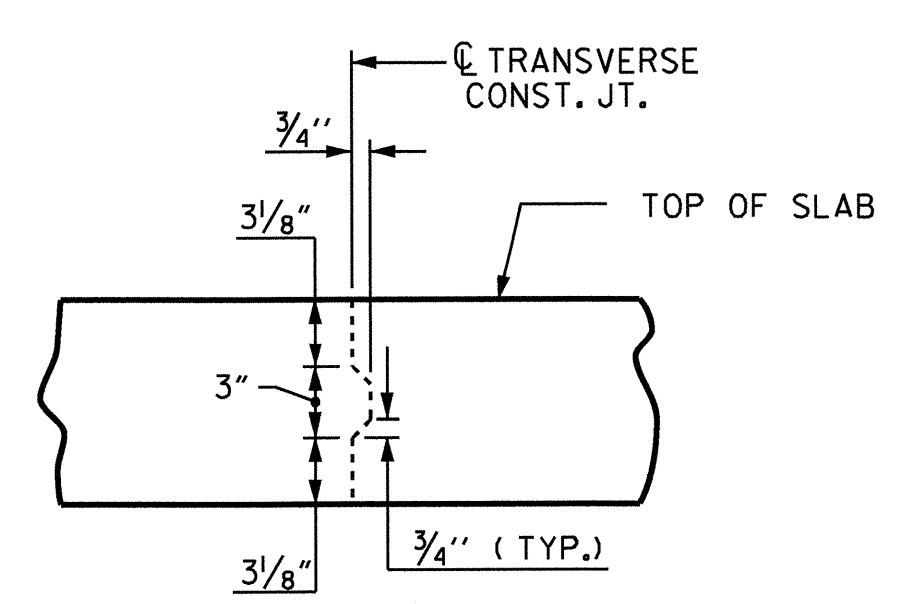 ℄ TRANSVERSE
CONST. JT.
3/4"
3 1/8"
TOP OF SLAB
3"
3/4" (TYP.)
3 1/8"